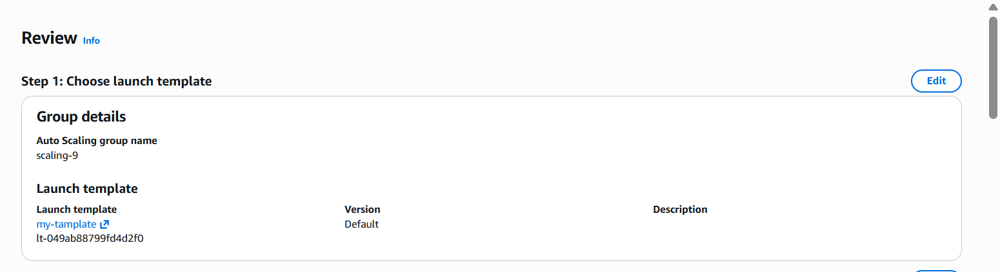 Review Info
Step 1: Choose launch template
Edit
Group details
Auto Scaling group name
scaling-9
Launch template
Launch template Version Description
my-tamplate Default
lt-049ab88799fd4d2f0